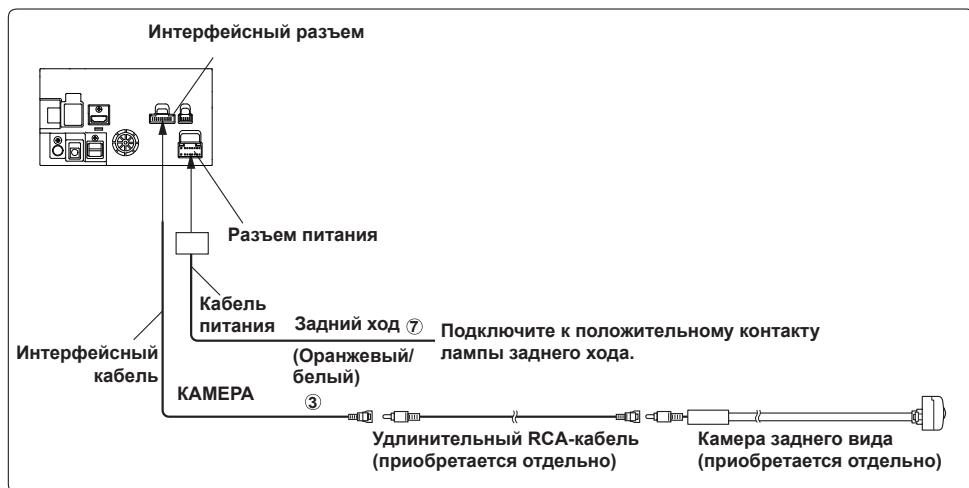 Интерфейсный разъем
Разъем питания
Кабель
питания
Задний ход ⑦
(Оранжевый/
белый)
Подключите к положительному контакту
лампы заднего хода.
Интерфейсный
кабель
КАМЕРА
③
Удлинительный RCA-кабель
(приобретается отдельно)
Камера заднего вида
(приобретается отдельно)